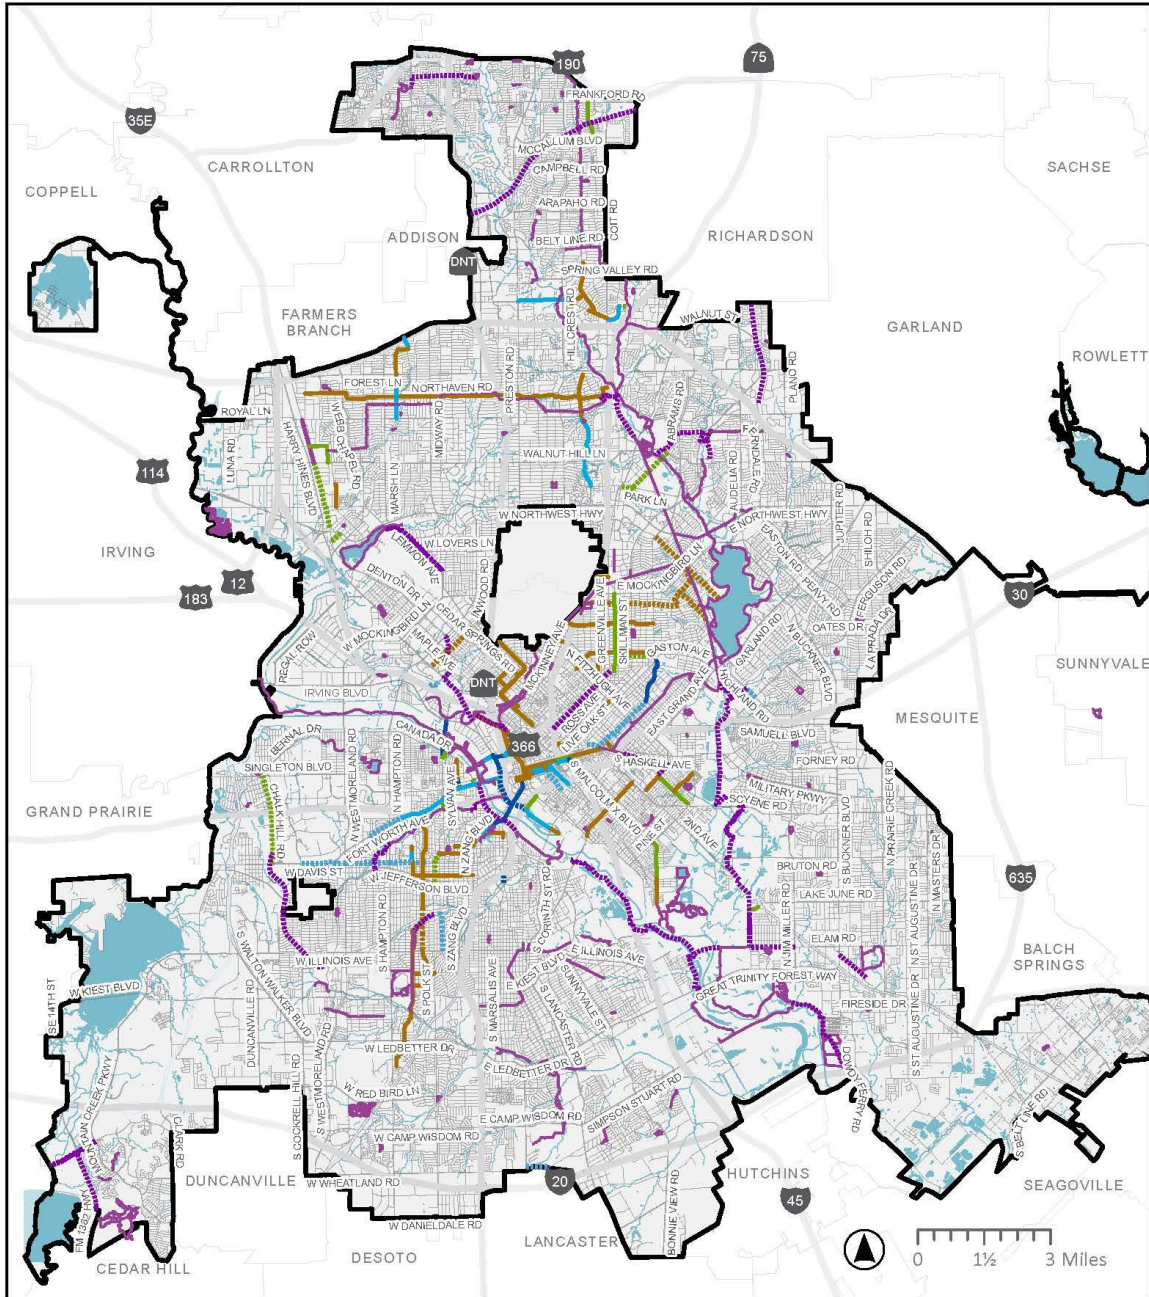 75
190
FRANKFORD RD
35E
MCCALLUM BLVD
CARROLLTON
CAMPBELL RD
SACHSE
COPPELL
ARAPAHO RD
COIT RD
ADDISON
BELT LINE RD
RICHARDSON
DNT
SPRING VALLEY RD
FARMERS
BRANCH
HILLCREST RD
WALNUT ST
GARLAND
PRESTON RD
PLANO RD
ROWLETT
FOREST LN
NORTHAVEN RD
ROYAL LN
WEBB CHAPEL RD
MIDWAY RD
ABRAMS RD
LUNA RD
HARRY HINES BLVD
MARSH LN
WALNUT HILL LN
AUDELIA RD
FERNDALE RD
114
PARK LN
JUPITER RD
SHILOH RD
W NORTHWEST HWY
E NORTHWEST HWY
IRVING
LEMMON AVE
W LOVERS LN
EASTON RD
PEAVY RD
FERGUSON RD
12
183
DENTON DR
INWOOD RD
E MOCKINGBIRD LN
30
CEDAR SPRINGS RD
GREENVILLE AVE
SKILLMAN ST
OATES DR
LA PRADA DR
W MOCKINGBIRD LN
MAPLE AVE
MCKINNEY AVE
N FITZHUGH AVE
GASTON AVE
GARLAND RD
N BUCKNER BLVD
REGAL ROW
SUNNYVALE
DNT
IRVING BLVD
ROSS AVE
LIVE OAK ST
EAST GRAND AVE
HIGHLAND RD
MESQUITE
BERNAL DR
CANADA DR
366
SAMUELL BLVD
SINGLETON BLVD
N WESTMORELAND RD
N HAMPTON RD
SYLVAN AVE
S HASKELL AVE
FORNEY RD
GRAND PRAIRIE
CHALK HILL RD
FORT WORTH AVE
N ZANG BLVD
S MALCOLM X BLVD
MILITARY PKWY
SCYENE RD
2ND AVE
PINE ST
S BUCKNER BLVD
N PRAIRIE CREEK RD
W DAVIS ST
W JEFFERSON BLVD
BRUTON RD
N MASTERS DR
635
S CORINTH ST RD
LAKE JUNE RD
N ST AUGUSTINE DR
S WALTON WALKER BLVD
S HAMPTON RD
S ZANG BLVD
N JIM MILLER RD
ELAM RD
W ILLINOIS AVE
E ILLINOIS AVE
BALCH
SPRINGS
W KIEST BLVD
E KIEST BLVD
SE 14TH ST
S POLK ST
S MARSALIS AVE
SUNNYVALE ST
GREAT TRINITY FOREST WAY
FIRESIDE DR
DUNCANVILLE RD
S LANCASTER RD
S ST AUGUSTINE DR
W LEDBETTER DR
E LEDBETTER DR
S WESTMORELAND RD
S COCKRELL HILL RD
DOWDY FERRY RD
MOUNTAIN CREEK PKWY
W RED BIRD LN
SIMPSON STUART RD
E CAMP WISDOM RD
CLARK RD
W CAMP WISDOM RD
S BELT LINE RD
DUNCANVILLE
W WHEATLAND RD
20
HUTCHINS
SEAGOVILLE
45
FM 1382 HWY
W DANIELDALE RD
BONNIE VIEW RD
LANCASTER
DESOTO
CEDAR HILL
0 1½ 3 Miles